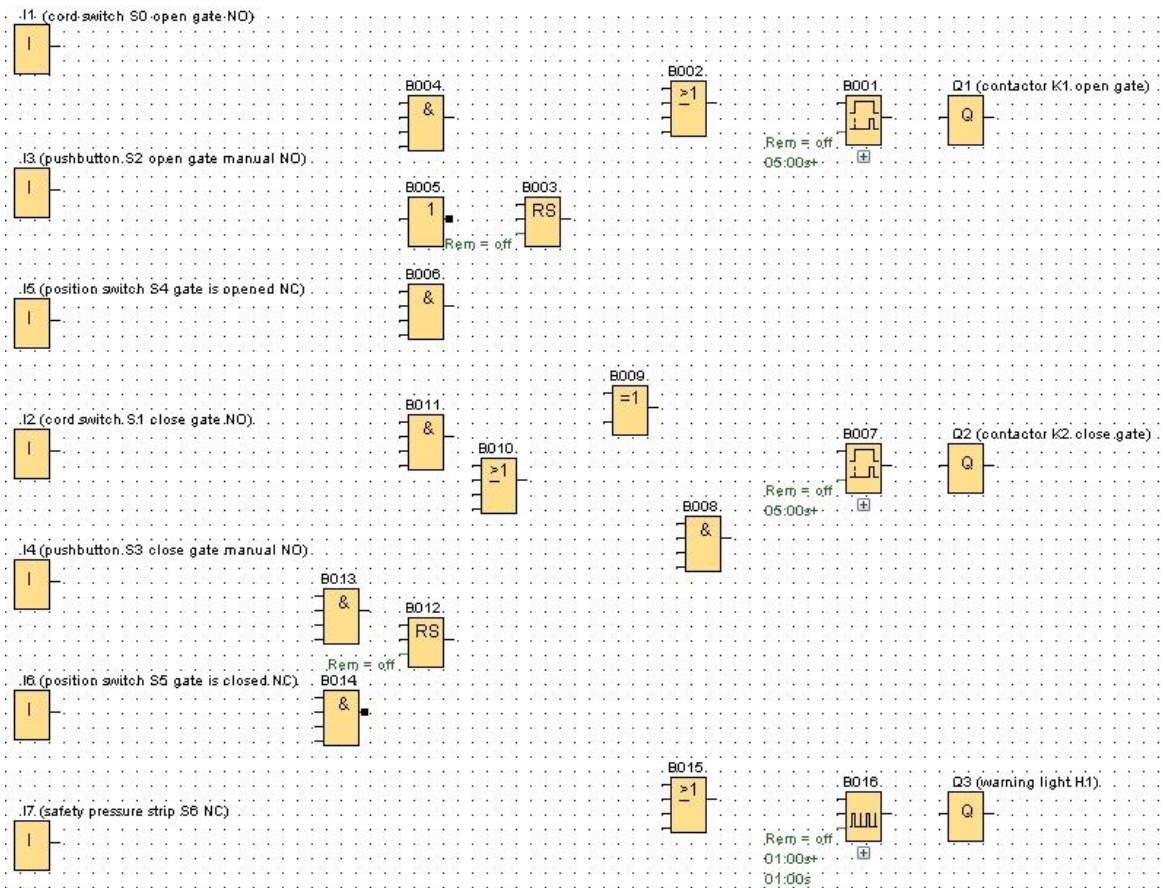 I1 (cord switch S0 open gate NO)
I
B002
≥1
B001
Q1 (contactor K1 open gate)
Q
B004
&
Rem = off
05:00s+
I3 (pushbutton S2 open gate manual NO)
I
B005
1
B003
RS
Rem = off
B006
&
I5 (position switch S4 gate is opened NC)
I
B009
=1
I2 (cord switch S1 close gate NO)
I
B011
&
B010
≥1
B007
Q2 (contactor K2 close gate)
Q
Rem = off
05:00s+
B008
&
I4 (pushbutton S3 close gate manual NO)
I
B013
&
B012
RS
Rem = off
I6 (position switch S5 gate is closed NC)
I
B014
&
B015
≥1
B016
Q3 (warning light H1)
Q
I7 (safety pressure strip S6 NC)
I
Rem = off
01:00s+
01:00s